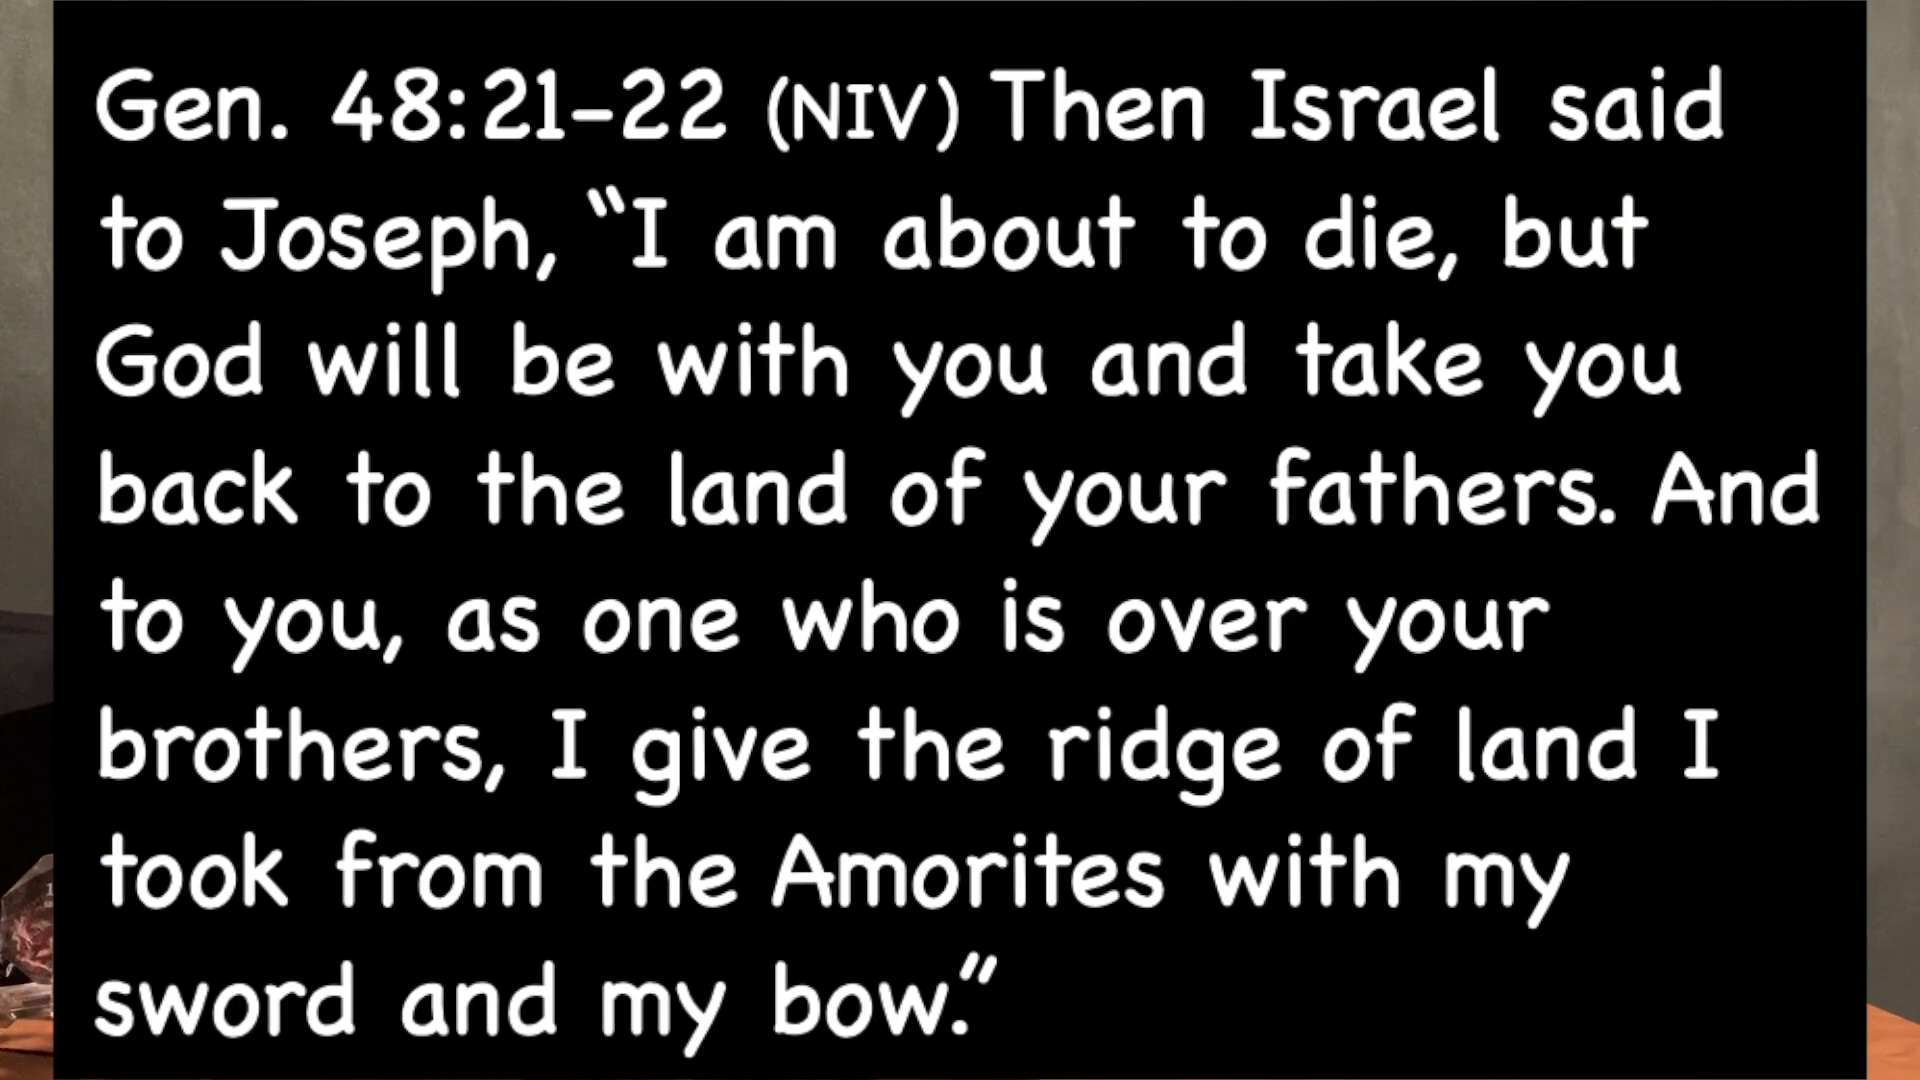 Gen. 48:21–22 (NIV) Then Israel said
to Joseph, “I am about to die, but
God will be with you and take you
back to the land of your fathers. And
to you, as one who is over your
brothers, I give the ridge of land I
took from the Amorites with my
sword and my bow.”